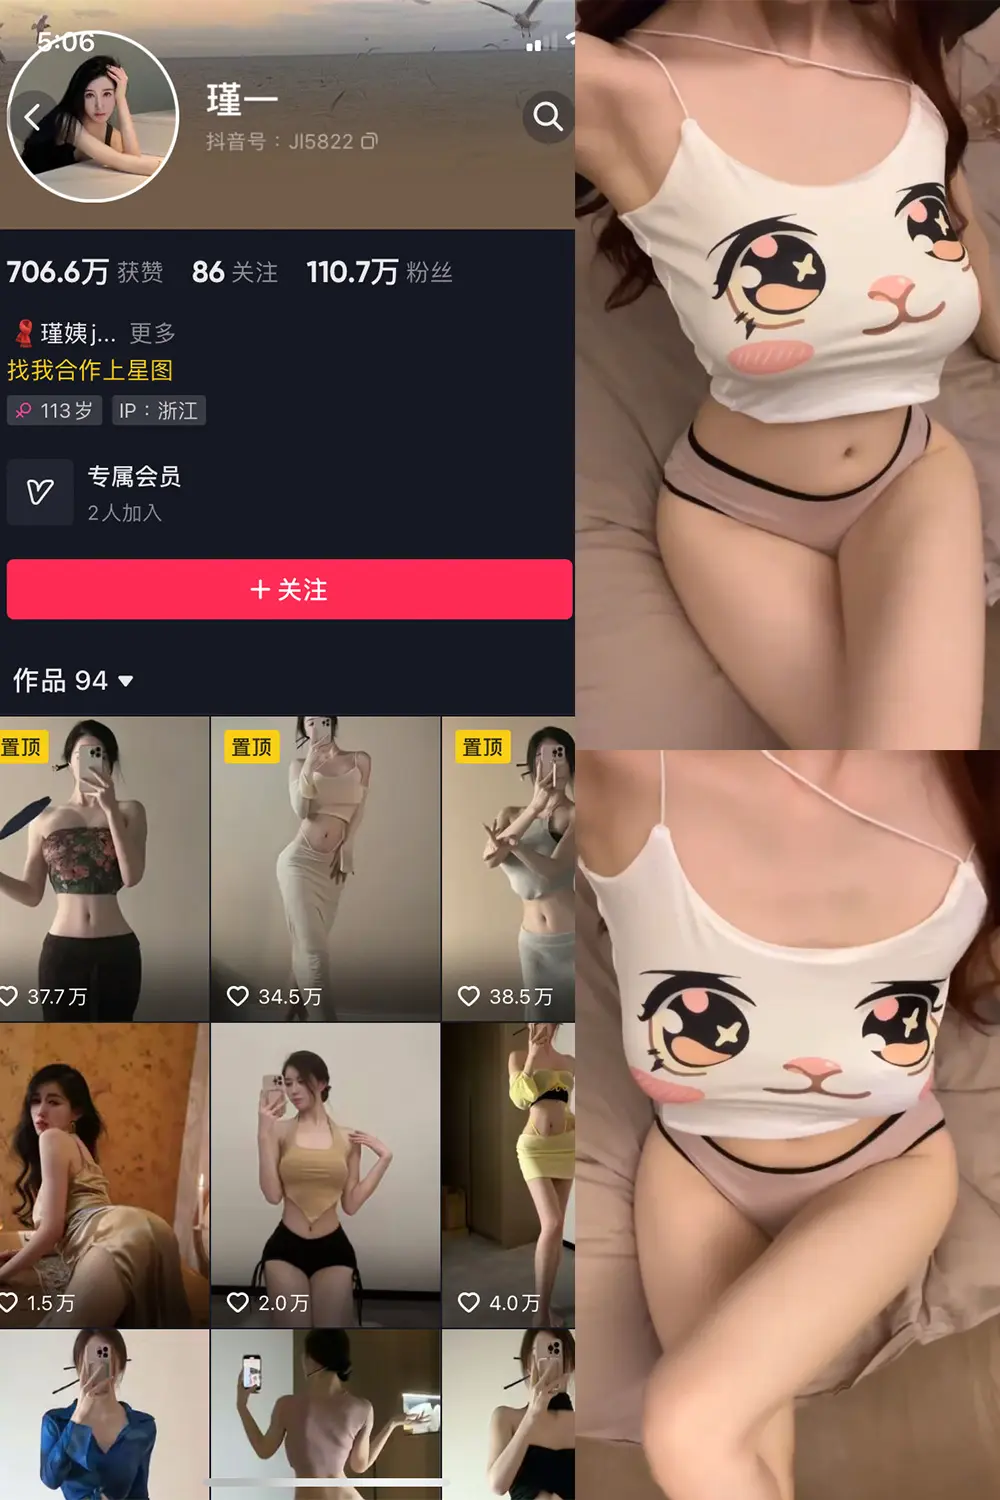 5:06
瑾一
抖音号：JI5822
706.6万 获赞 86 关注 110.7万 粉丝
瑾姨j... 更多
找我合作上星图
113岁 IP：浙江
专属会员
2人加入
+ 关注
作品 94
置顶 置顶 置顶
37.7万 34.5万 38.5万
1.5万 2.0万 4.0万